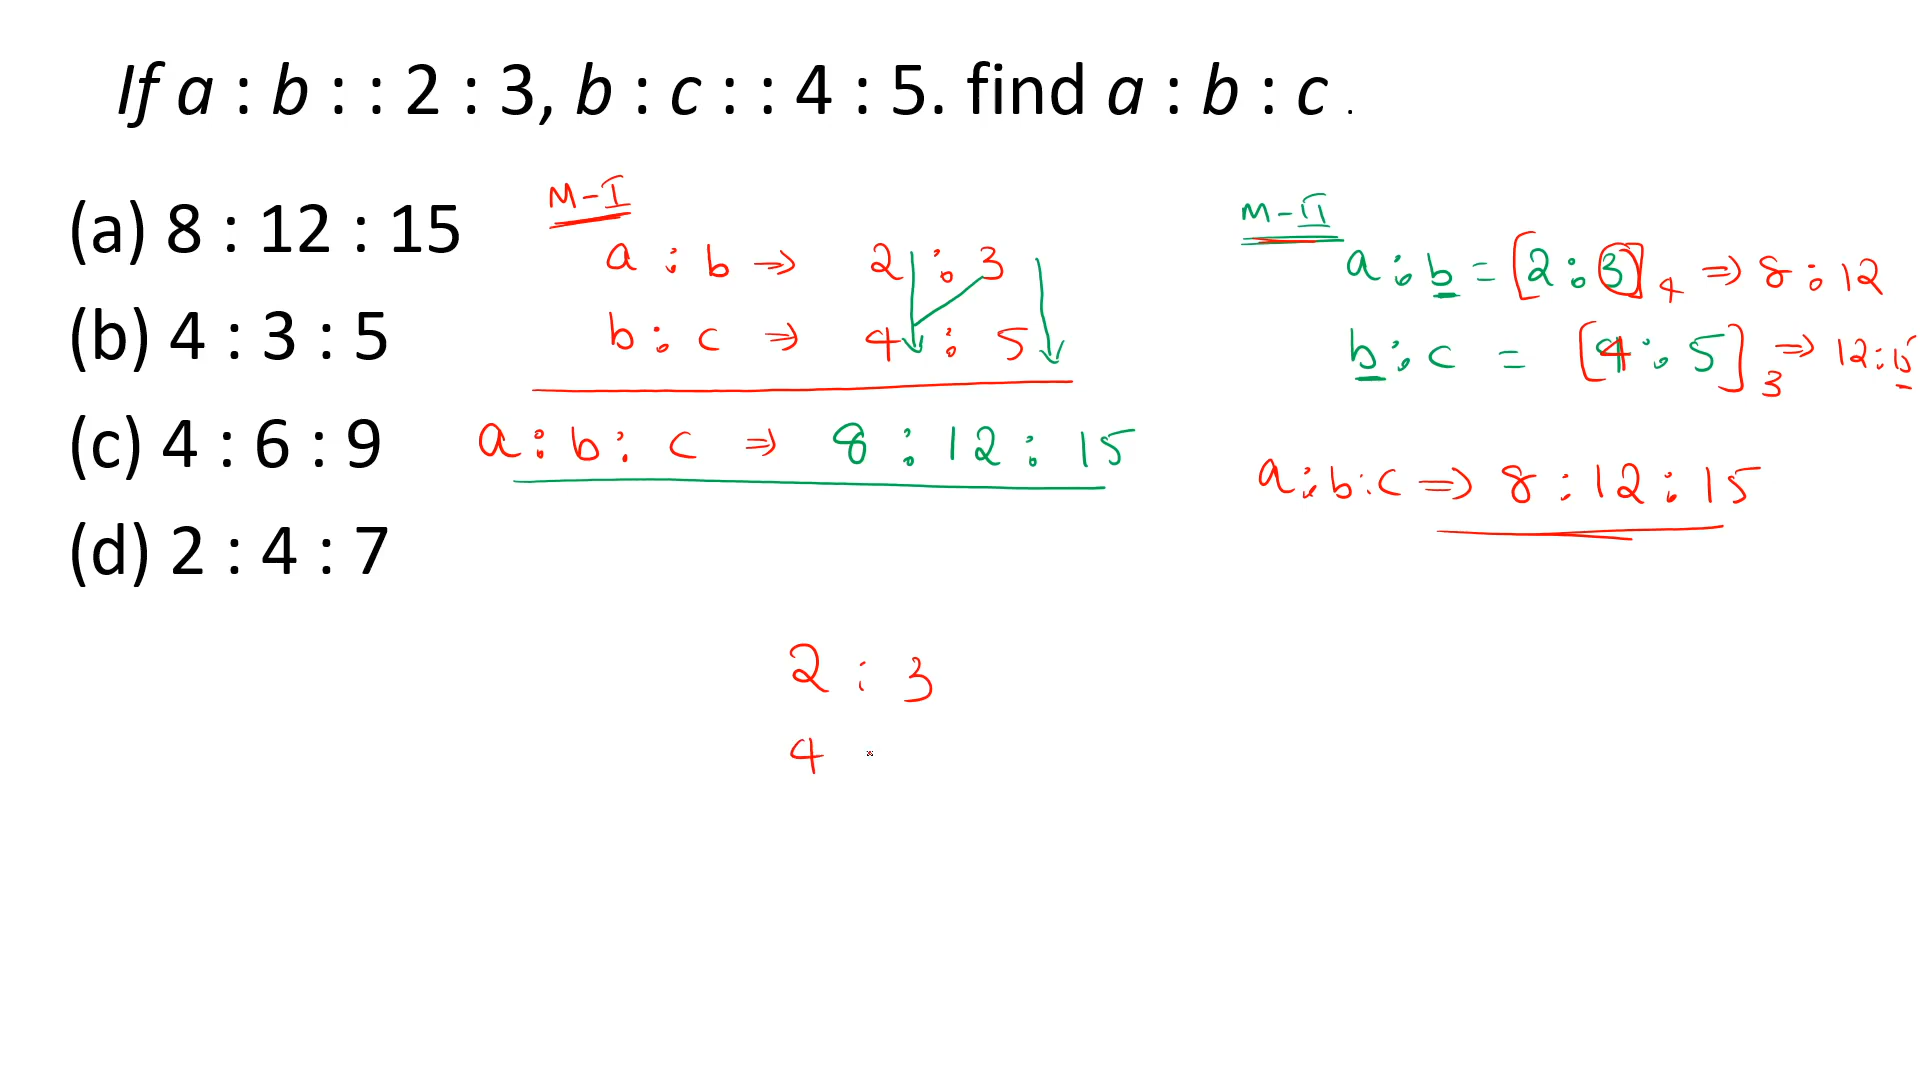 If a : b : : 2 : 3, b : c : : 4 : 5. find a : b : c .
(a) 8 : 12 : 15
(b) 4 : 3 : 5
(c) 4 : 6 : 9
(d) 2 : 4 : 7
M - I
a : b ⇒ 2 : 3
b : c ⇒ 4 : 5
a : b : c ⇒ 8 : 12 : 15
M - II
a : b = [2 : 3] 4 ⇒ 8 : 12
b : c = [4 : 5] 3 ⇒ 12 : 15
a : b : c ⇒ 8 : 12 : 15
2 : 3
4